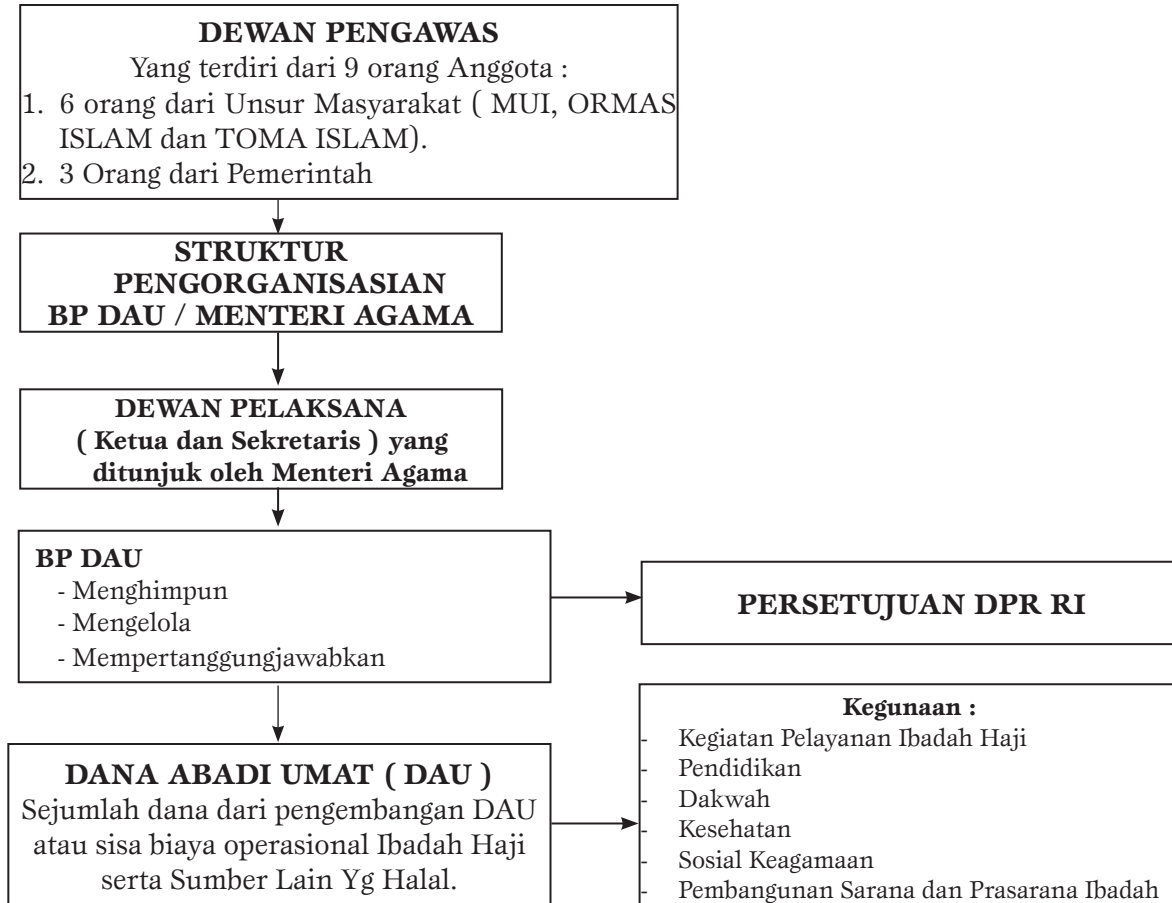 DEWAN PENGAWAS
Yang terdiri dari 9 orang Anggota :
1. 6 orang dari Unsur Masyarakat ( MUI, ORMAS
ISLAM dan TOMA ISLAM).
2. 3 Orang dari Pemerintah
STRUKTUR
PENGORGANISASIAN
BP DAU / MENTERI AGAMA
DEWAN PELAKSANA
( Ketua dan Sekretaris ) yang
ditunjuk oleh Menteri Agama
BP DAU
- Menghimpun
- Mengelola
- Mempertanggungjawabkan
PERSETUJUAN DPR RI
DANA ABADI UMAT ( DAU )
Sejumlah dana dari pengembangan DAU
atau sisa biaya operasional Ibadah Haji
serta Sumber Lain Yg Halal.
Kegunaan :
- Kegiatan Pelayanan Ibadah Haji
- Pendidikan
- Dakwah
- Kesehatan
- Sosial Keagamaan
- Pembangunan Sarana dan Prasarana Ibadah